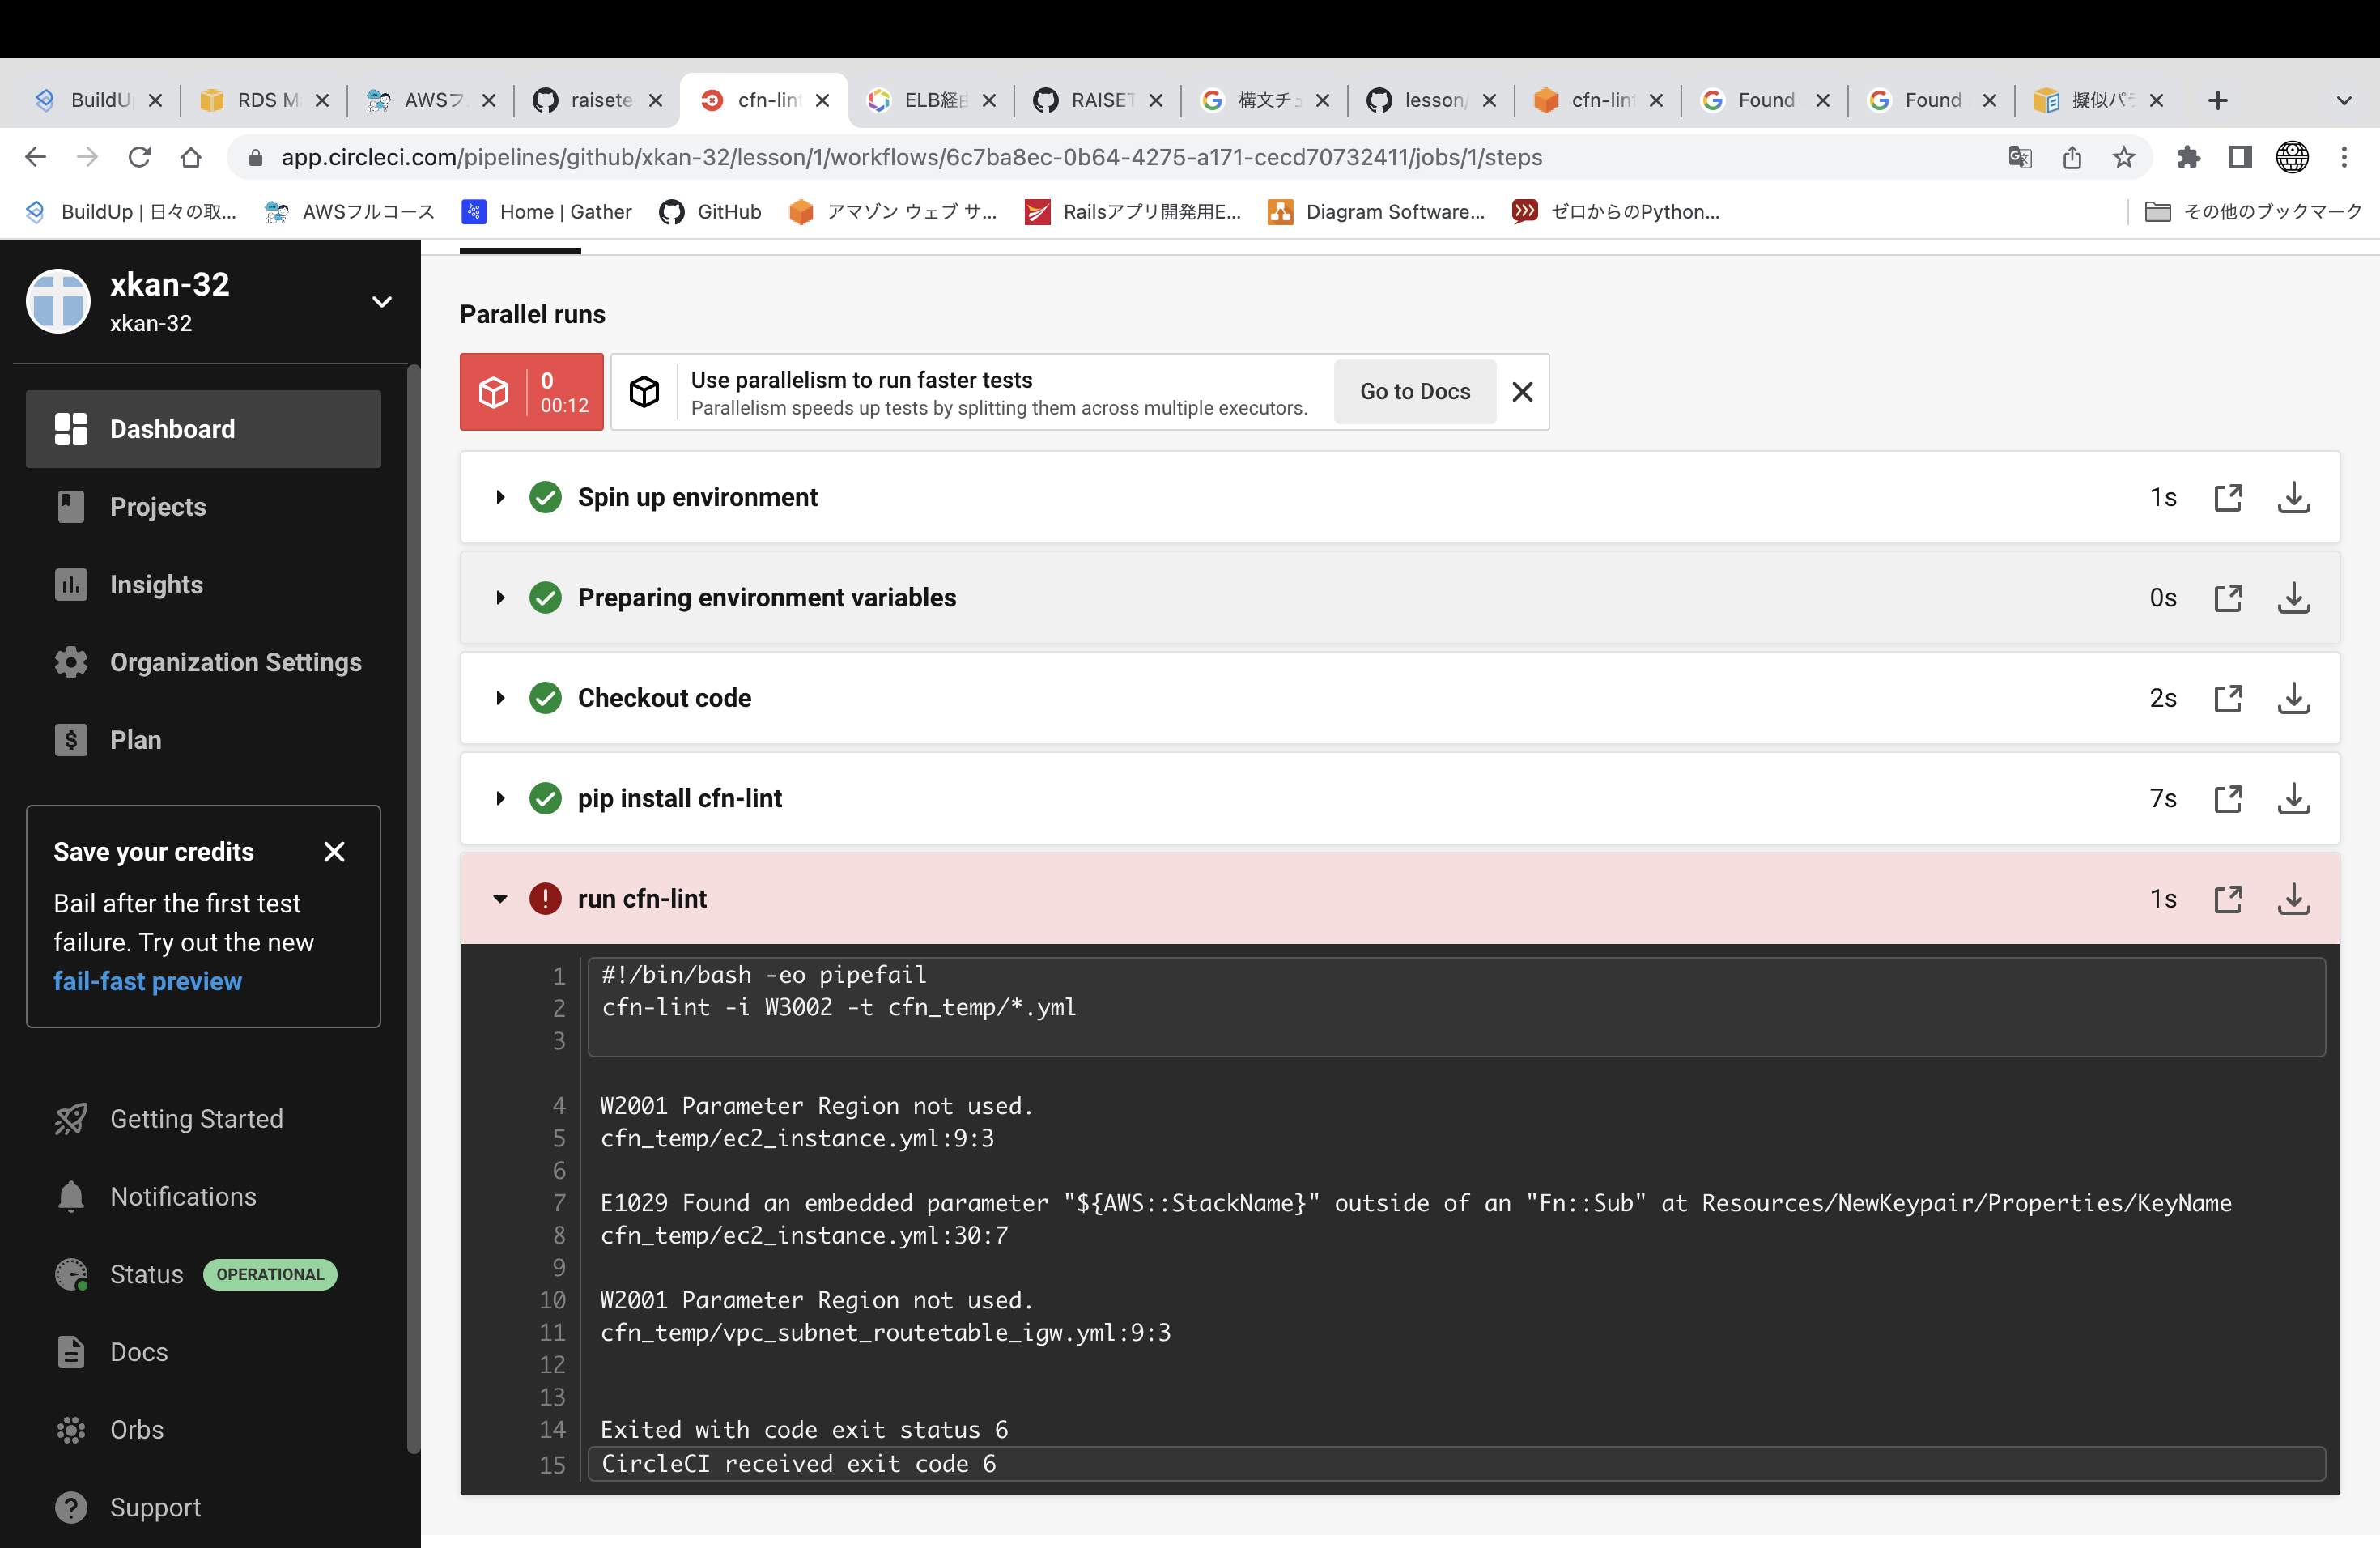 BuildU
RDS M
AWSフ
raisete
cfn-lint
ELB経由
RAISET
構文チェ
lesson/
cfn-lint
Found
Found
擬似パラ
app.circleci.com/pipelines/github/xkan-32/lesson/1/workflows/6c7ba8ec-0b64-4275-a171-cecd70732411/jobs/1/steps
BuildUp | 日々の取...
AWSフルコース
Home | Gather
GitHub
アマゾン ウェブ サ...
Railsアプリ開発用E...
Diagram Software...
ゼロからのPython...
その他のブックマーク
xkan-32
xkan-32
Dashboard
Projects
Insights
Organization Settings
Plan
Save your credits
Bail after the first test
failure. Try out the new
fail-fast preview
Getting Started
Notifications
Status OPERATIONAL
Docs
Orbs
Support
Parallel runs
0
00:12
Use parallelism to run faster tests
Parallelism speeds up tests by splitting them across multiple executors.
Go to Docs
Spin up environment 1s
Preparing environment variables 0s
Checkout code 2s
pip install cfn-lint 7s
run cfn-lint 1s
1 #!/bin/bash -eo pipefail
2 cfn-lint -i W3002 -t cfn_temp/*.yml
3
4 W2001 Parameter Region not used.
5 cfn_temp/ec2_instance.yml:9:3
6
7 E1029 Found an embedded parameter "${AWS::StackName}" outside of an "Fn::Sub" at Resources/NewKeypair/Properties/KeyName
8 cfn_temp/ec2_instance.yml:30:7
9
10 W2001 Parameter Region not used.
11 cfn_temp/vpc_subnet_routetable_igw.yml:9:3
12
13
14 Exited with code exit status 6
15 CircleCI received exit code 6